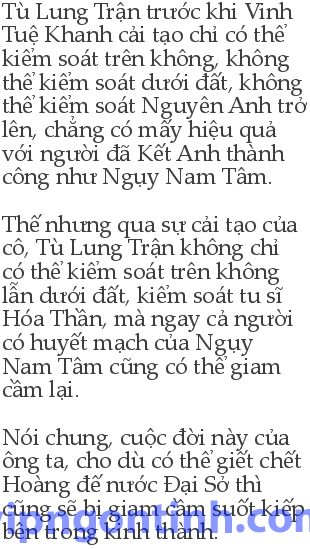 Tù Lung Trận trước khi Vinh
Tuệ Khanh cải tạo chỉ có thể
kiểm soát trên không, không
thể kiểm soát dưới đất, không
thể kiểm soát Nguyên Anh trở
lên, chẳng có mấy hiệu quả
với người đã Kết Anh thành
công như Ngụy Nam Tâm.
Thế nhưng qua sự cải tạo của
cô, Tù Lung Trận không chỉ
có thể kiểm soát trên không
lẫn dưới đất, kiểm soát tu sĩ
Hóa Thần, mà ngay cả người
có huyết mạch của Ngụy
Nam Tâm cũng có thể giam
cầm lại.
Nói chung, cuộc đời này của
ông ta, cho dù có thể giết chết
Hoàng đế nước Đại Sở thì
cũng sẽ bị giam cầm suốt kiếp
bên trong kinh thành.
vipngontinh.com